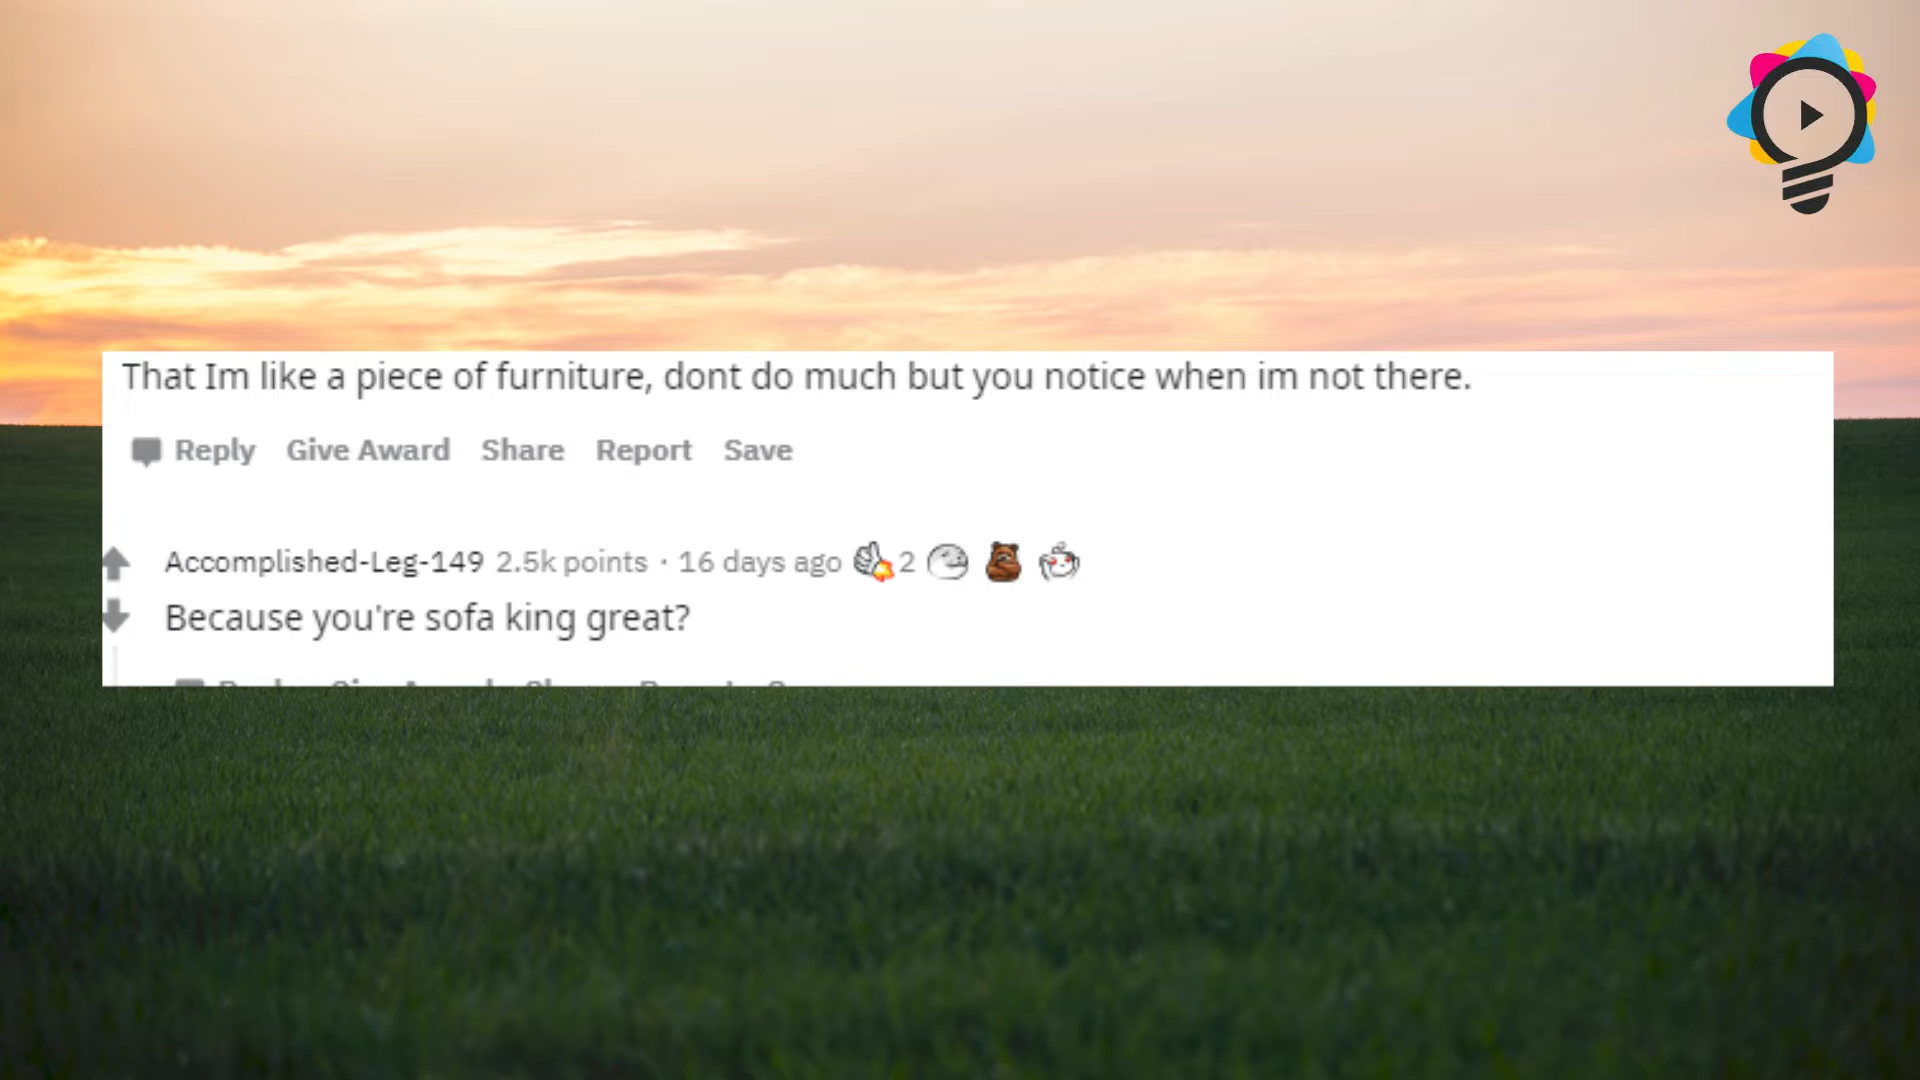 That Im like a piece of furniture, dont do much but you notice when im not there.
Reply Give Award Share Report Save
Accomplished-Leg-149 2.5k points · 16 days ago 2
Because you're sofa king great?